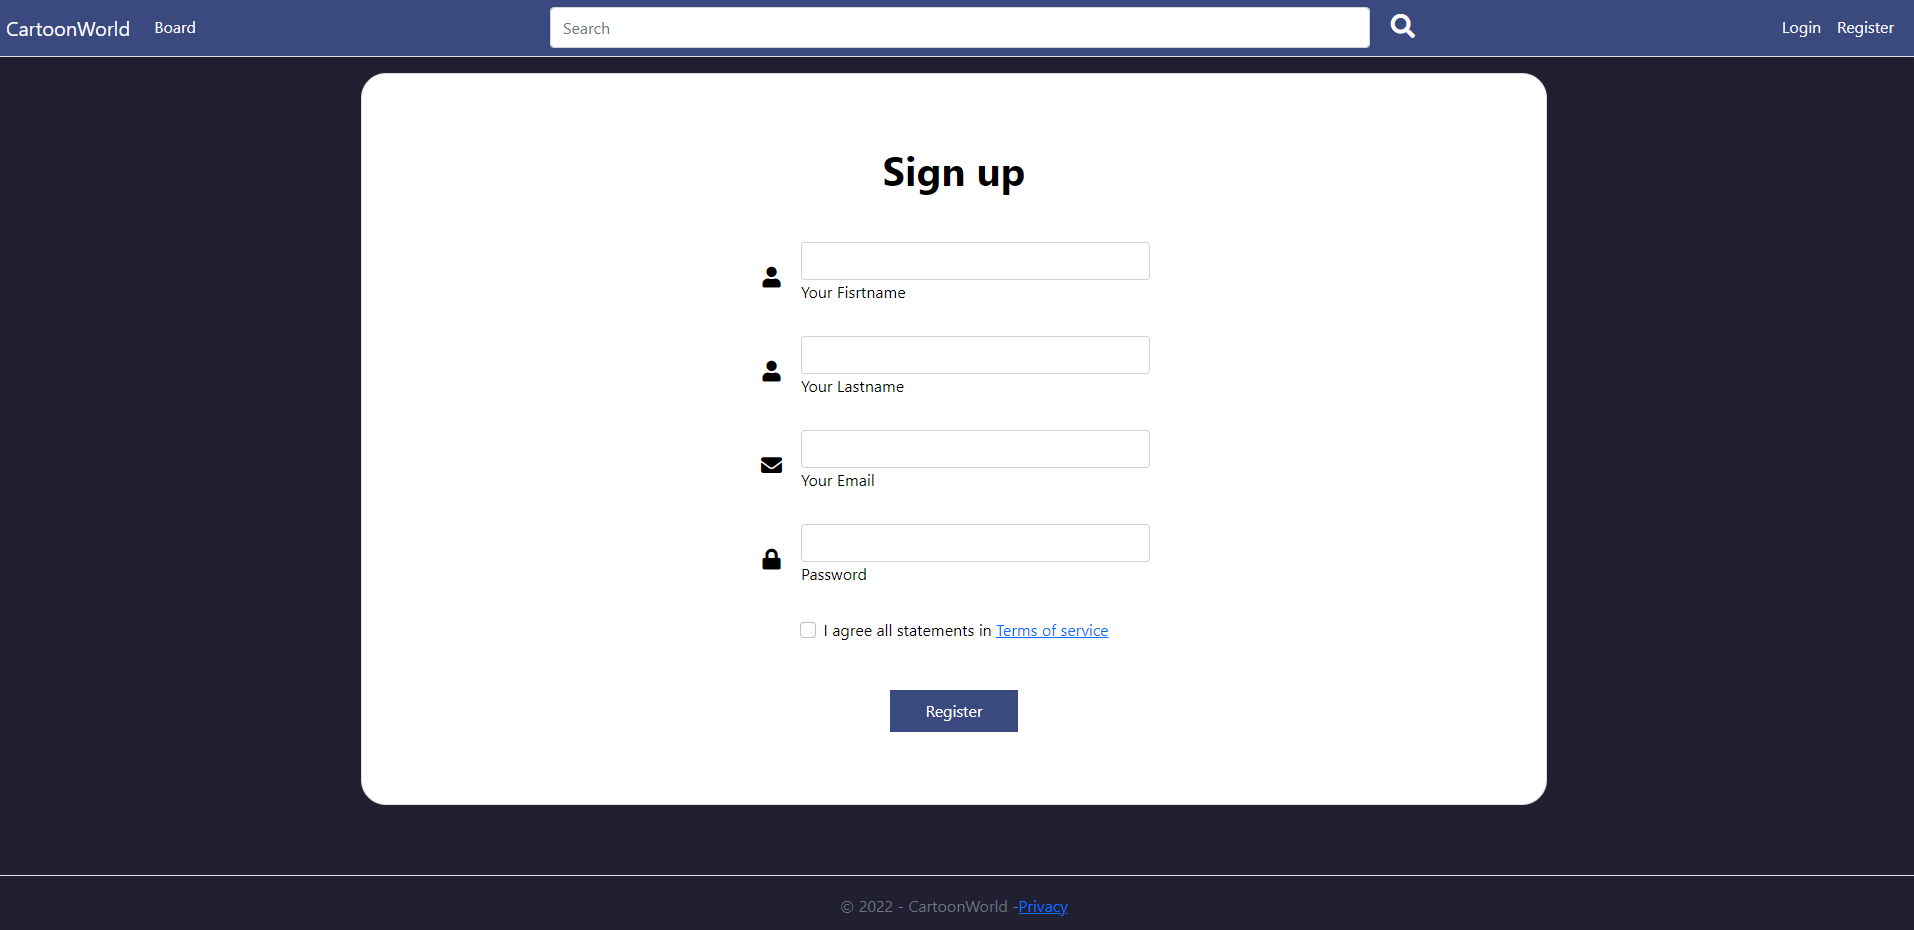 CartoonWorld Board Search Login Register
Sign up
Your Fisrtname
Your Lastname
Your Email
Password
I agree all statements in Terms of service
Register
© 2022 - CartoonWorld -Privacy